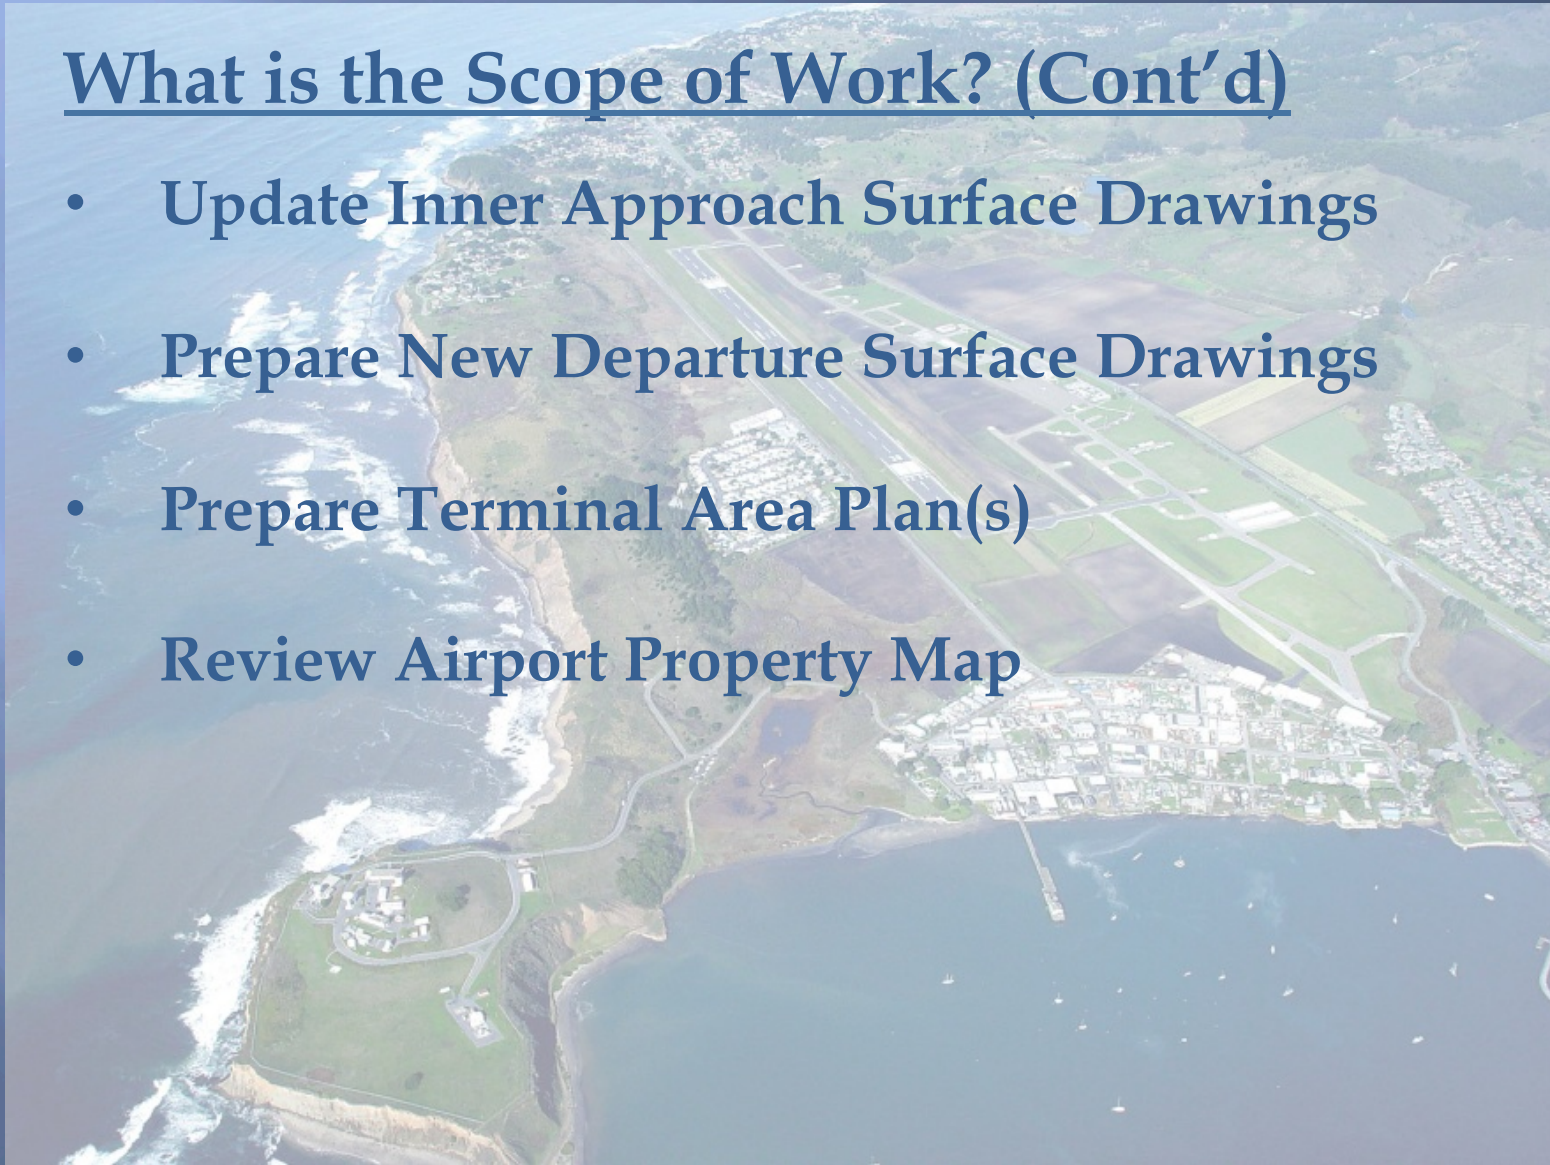 What is the Scope of Work? (Cont’d)
• Update Inner Approach Surface Drawings
• Prepare New Departure Surface Drawings
• Prepare Terminal Area Plan(s)
• Review Airport Property Map